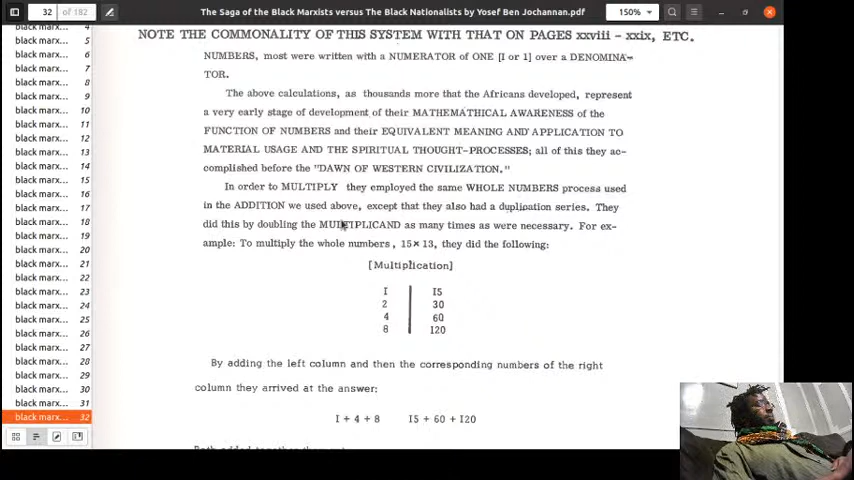 32 of 182
The Saga of the Black Marxists versus The Black Nationalists by Yosef Ben Jochannan.pdf
150%
black marx... 4
black marx... 5
black marx... 6
black marx... 7
black marx... 8
black marx... 9
black marx... 10
black marx... 11
black marx... 12
black marx... 13
black marx... 14
black marx... 15
black marx... 16
black marx... 17
black marx... 18
black marx... 19
black marx... 20
black marx... 21
black marx... 22
black marx... 23
black marx... 24
black marx... 25
black marx... 26
black marx... 27
black marx... 28
black marx... 29
black marx... 30
black marx... 31
black marx... 32
NOTE THE COMMONALITY OF THIS SYSTEM WITH THAT ON PAGES xxviii - xxix, ETC.
NUMBERS, most were written with a NUMERATOR of ONE [I or 1] over a DENOMINA-
TOR.
The above calculations, as thousands more that the Africans developed, represent
a very early stage of development of their MATHEMATHICAL AWARENESS of the
FUNCTION OF NUMBERS and their EQUIVALENT MEANING AND APPLICATION TO
MATERIAL USAGE AND THE SPIRITUAL THOUGHT-PROCESSES; all of this they ac-
complished before the "DAWN OF WESTERN CIVILIZATION."
In order to MULTIPLY they employed the same WHOLE NUMBERS process used
in the ADDITION we used above, except that they also had a duplination series. They
did this by doubling the MULTIPLICAND as many times as were necessary. For ex-
ample: To multiply the whole numbers, 15 × 13, they did the following:
[Multiplication]
I | I5
2 | 30
4 | 60
8 | 120
By adding the left column and then the corresponding numbers of the right
column they arrived at the answer:
I + 4 + 8 I5 + 60 + I20